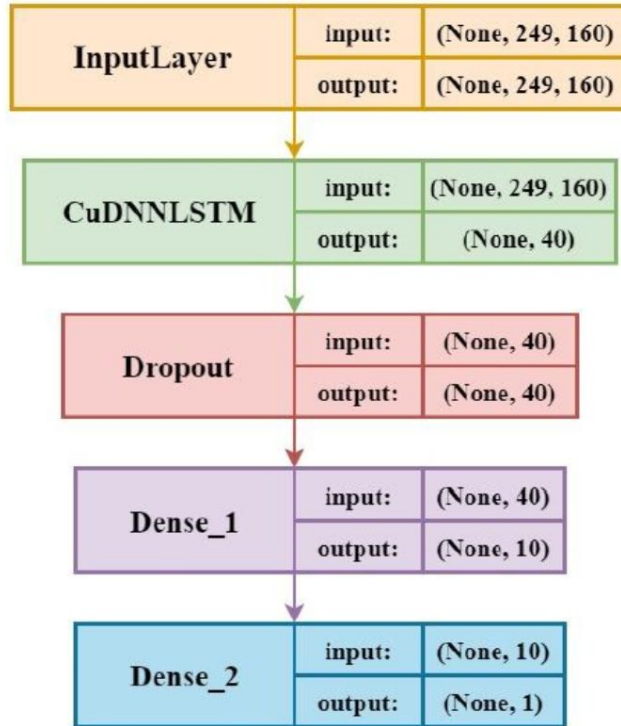 InputLayer
input: (None, 249, 160)
output: (None, 249, 160)
CuDNNLSTM
input: (None, 249, 160)
output: (None, 40)
Dropout
input: (None, 40)
output: (None, 40)
Dense_1
input: (None, 40)
output: (None, 10)
Dense_2
input: (None, 10)
output: (None, 1)